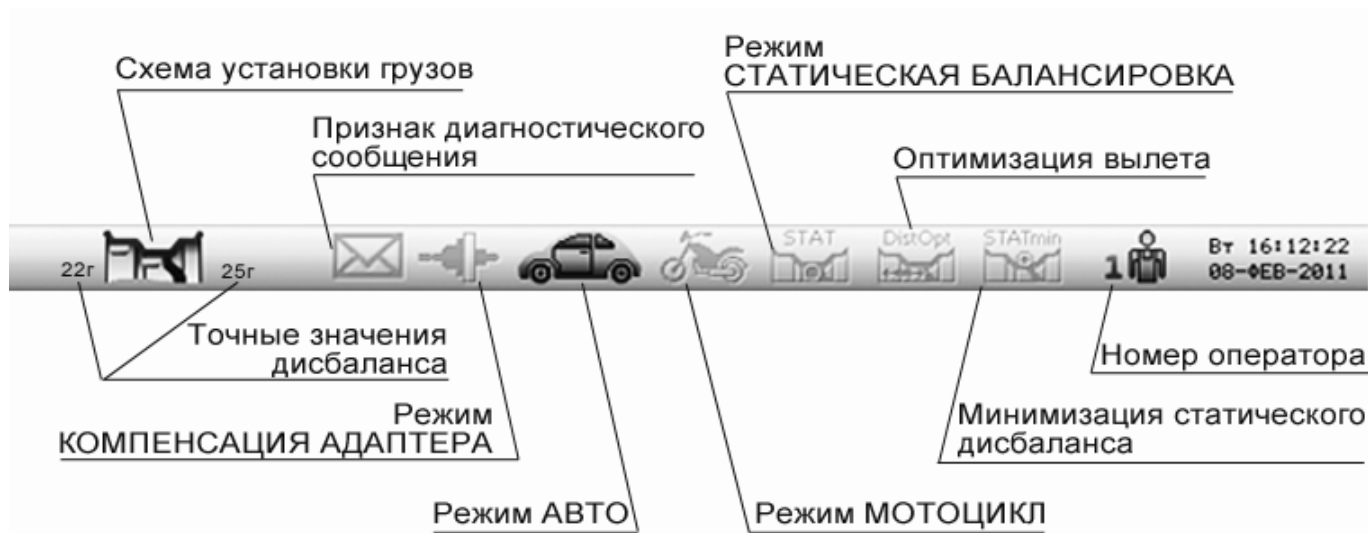 Режим
СТАТИЧЕСКАЯ БАЛАНСИРОВКА
Схема установки грузов
Признак диагностического
сообщения
Оптимизация вылета
STAT
DistOpt
STATmin
22г
25г
1
Вт 16:12:22
08-ФЕВ-2011
Точные значения
дисбаланса
Номер оператора
Режим
КОМПЕНСАЦИЯ АДАПТЕРА
Минимизация статического
дисбаланса
Режим АВТО
Режим МОТОЦИКЛ